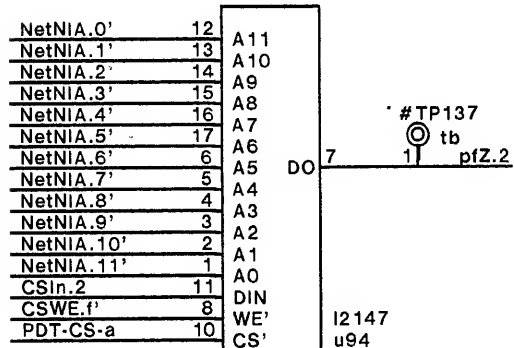 NetNIA.0' 12 A11
NetNIA.1' 13 A10
NetNIA.2' 14 A9
NetNIA.3' 15 A8
NetNIA.4' 16 A7
NetNIA.5' 17 A6
NetNIA.6' 6 A5
NetNIA.7' 5 A4
NetNIA.8' 4 A3
NetNIA.9' 3 A2
NetNIA.10' 2 A1
NetNIA.11' 1 A0
CSIn.2 11 DIN
CSWE.f' 8 WE'
PDT-CS-a 10 CS'
#TP137
tb
DO 7 1 pfZ.2
I2147
u94